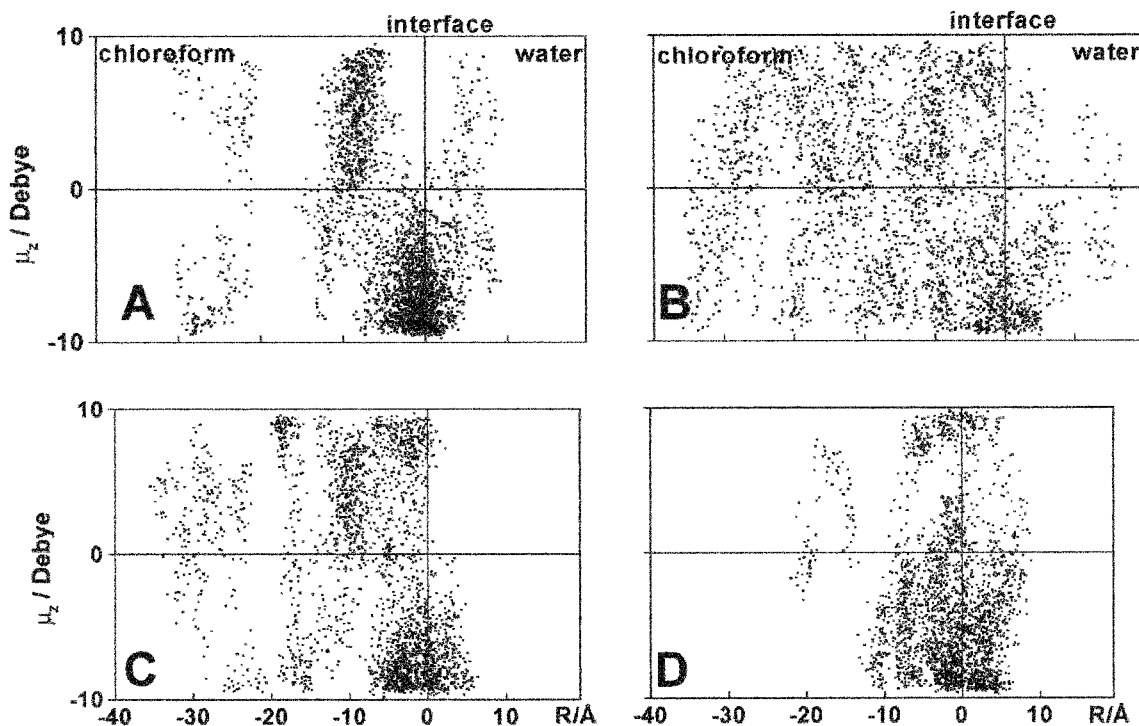 interface
interface
10
chloroform
water
chloroform
water
μz / Debye
0
A
B
-10
10
μz / Debye
0
C
D
-10
-40 -30 -20 -10 0 R/Å
-40 -30 -20 -10 0 10 R/Å